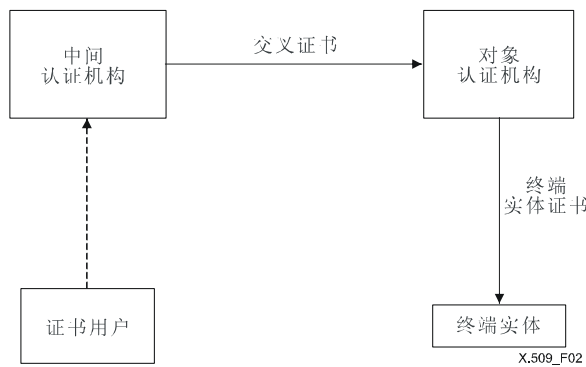 中间
认证机构
交叉证书
对象
认证机构
终端
实体证书
证书用户
终端实体
X.509_F02